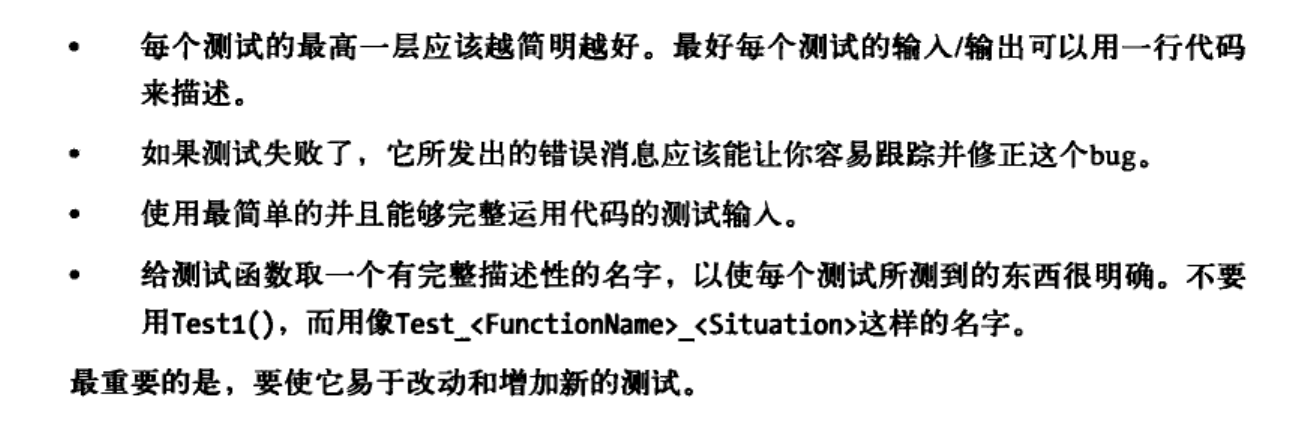 • 每个测试的最高一层应该越简明越好。最好每个测试的输入/输出可以用一行代码
来描述。
• 如果测试失败了，它所发出的错误消息应该能让你容易跟踪并修正这个bug。
• 使用最简单的并且能够完整运用代码的测试输入。
• 给测试函数取一个有完整描述性的名字，以使每个测试所测到的东西很明确。不要
用Test1()，而用像Test_<FunctionName>_<Situation>这样的名字。
最重要的是，要使它易于改动和增加新的测试。